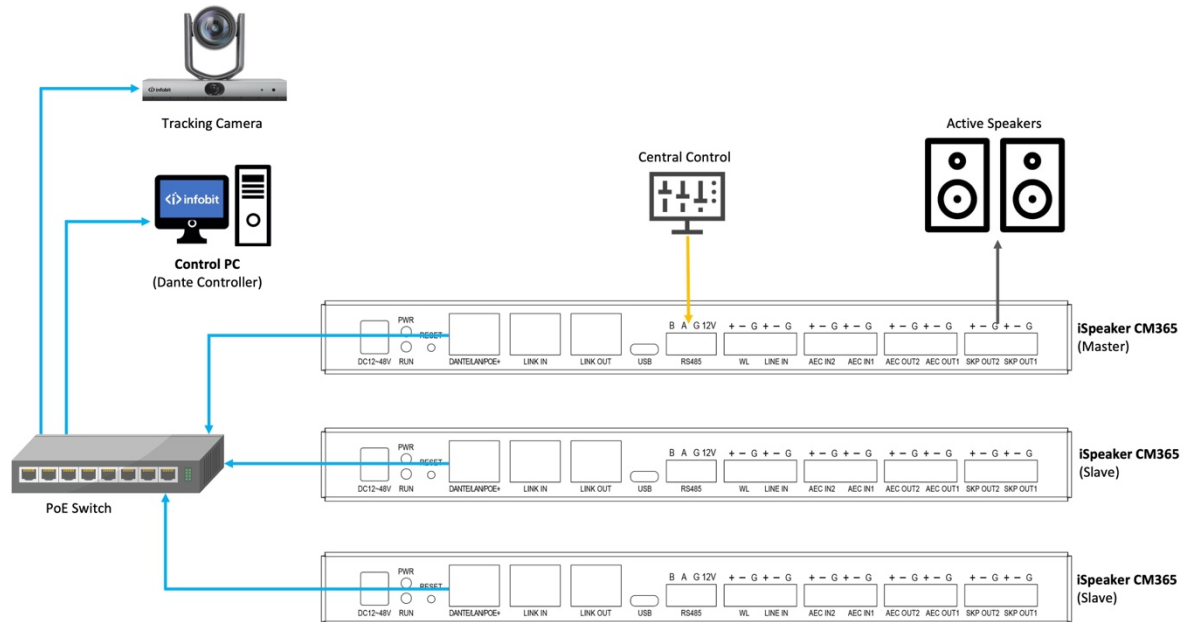 infobit
Tracking Camera
infobit
Control PC
(Dante Controller)
Central Control
Active Speakers
PWR
RESET
B A G 12V + − G + − G + − G + − G + − G + − G + − G + − G
DC12~48V RUN DANTE/LAN/POE+ LINK IN LINK OUT USB RS485 WL LINE IN AEC IN2 AEC IN1 AEC OUT2 AEC OUT1 SKP OUT2 SKP OUT1
iSpeaker CM365
(Master)
PWR
RESET
B A G 12V + − G + − G + − G + − G + − G + − G + − G + − G
DC12~48V RUN DANTE/LAN/POE+ LINK IN LINK OUT USB RS485 WL LINE IN AEC IN2 AEC IN1 AEC OUT2 AEC OUT1 SKP OUT2 SKP OUT1
iSpeaker CM365
(Slave)
PoE Switch
PWR
RESET
B A G 12V + − G + − G + − G + − G + − G + − G + − G + − G
DC12~48V RUN DANTE/LAN/POE+ LINK IN LINK OUT USB RS485 WL LINE IN AEC IN2 AEC IN1 AEC OUT2 AEC OUT1 SKP OUT2 SKP OUT1
iSpeaker CM365
(Slave)